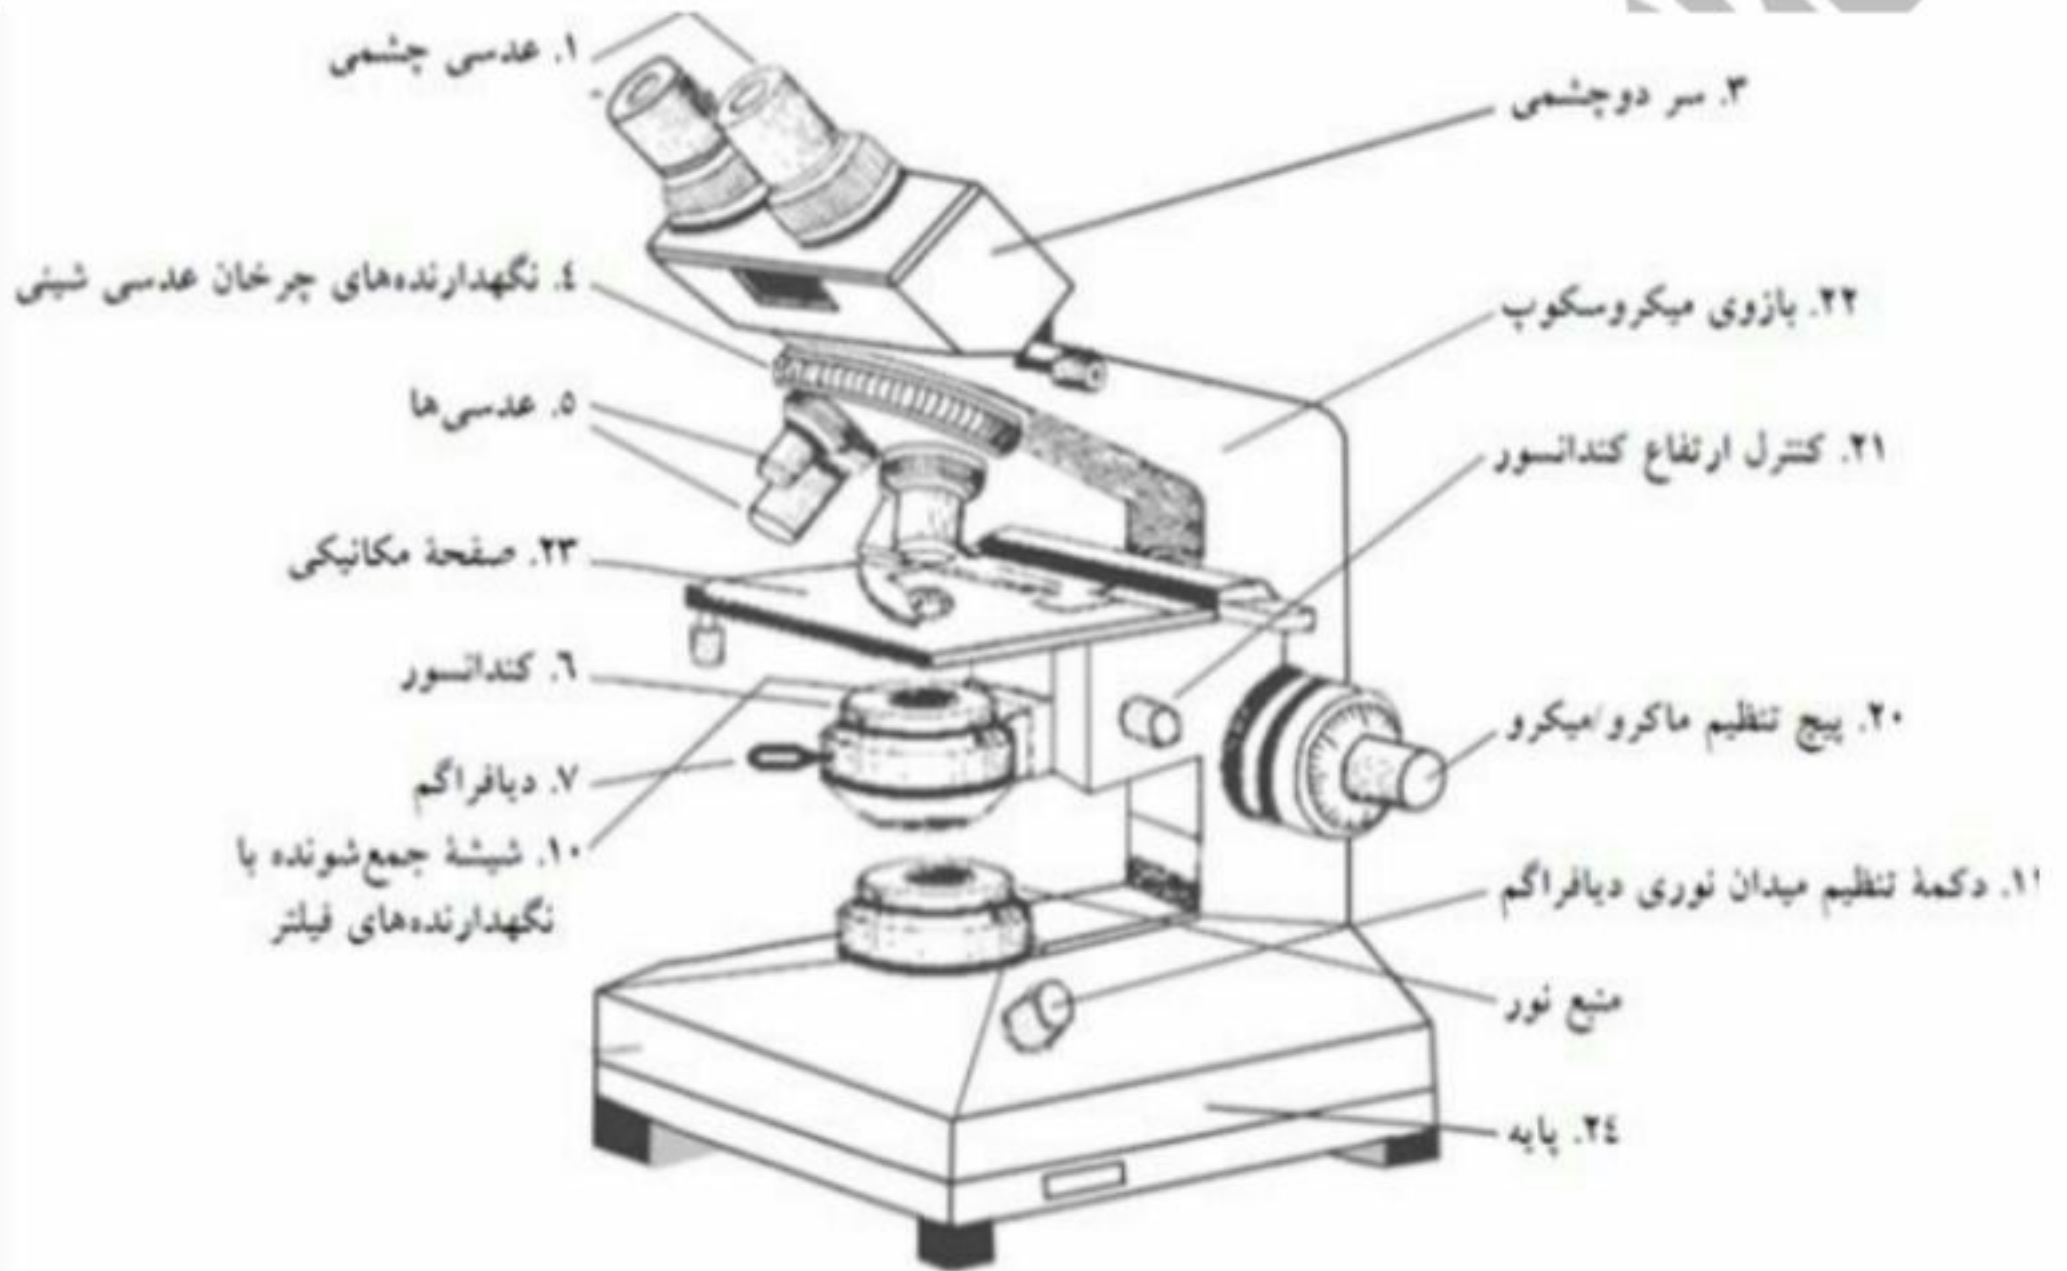 ۱. عدسی چشمی
۳. سر دوچشمی
٤. نگهدارنده‌های چرخان عدسی شیئی
۲۲. بازوی میکروسکوپ
۵. عدسی‌ها
۲۱. کنترل ارتفاع کندانسور
۲۳. صفحهٔ مکانیکی
٦. کندانسور
۲۰. پیچ تنظیم ماکرو/میکرو
۷. دیافراگم
۱۰. شیشهٔ جمع‌شونده با
نگهدارنده‌های فیلتر
۱۱. دکمهٔ تنظیم میدان نوری دیافراگم
منبع نور
۲٤. پایه